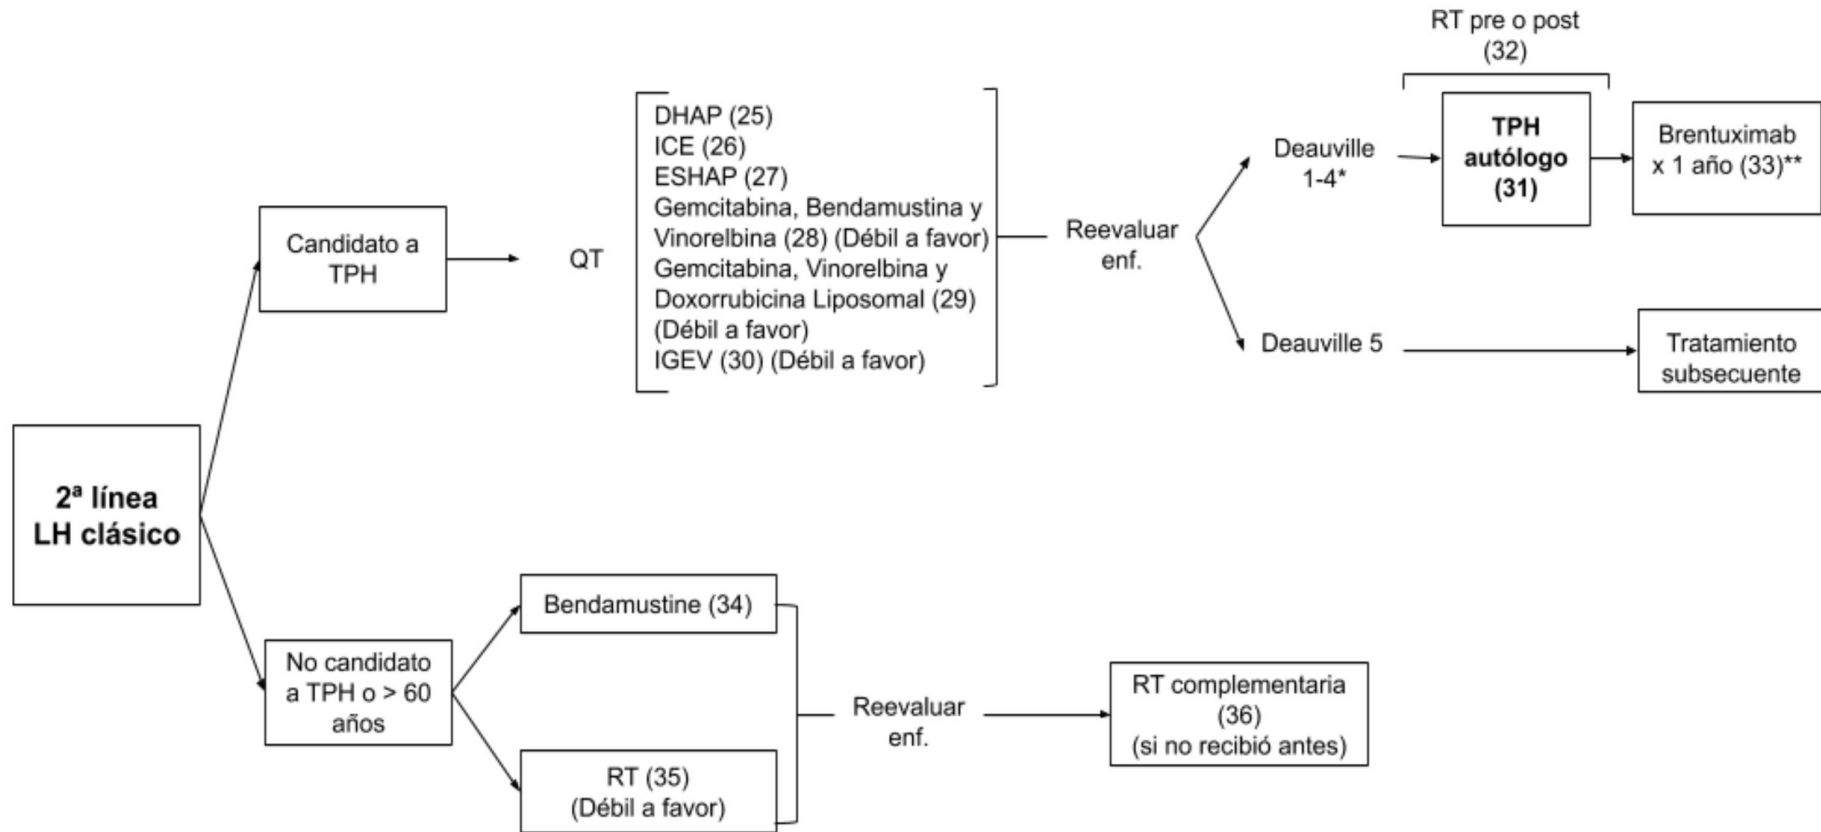 RT pre o post
(32)
DHAP (25)
ICE (26)
ESHAP (27)
Gemcitabina, Bendamustina y
Vinorelbina (28) (Débil a favor)
Gemcitabina, Vinorelbina y
Doxorrubicina Liposomal (29)
(Débil a favor)
IGEV (30) (Débil a favor)
Candidato a
TPH
QT
Reevaluar
enf.
Deauville
1-4*
TPH
autólogo
(31)
Brentuximab
x 1 año (33)**
Deauville 5
Tratamiento
subsecuente
2ª línea
LH clásico
No candidato
a TPH o > 60
años
Bendamustine (34)
RT (35)
(Débil a favor)
Reevaluar
enf.
RT complementaria
(36)
(si no recibió antes)